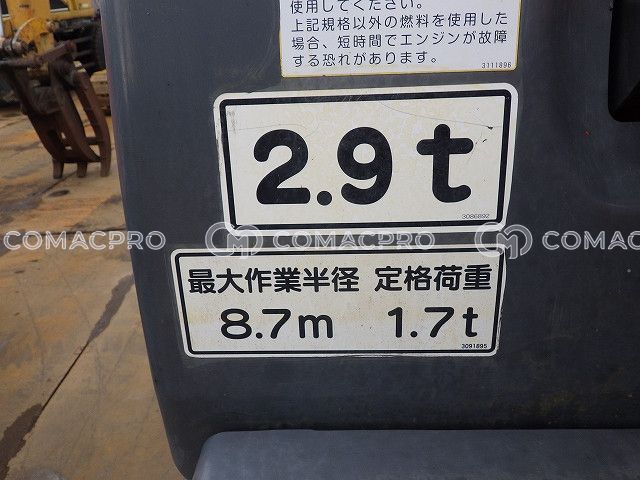 使用してください。
上記規格以外の燃料を使用した
場合、短時間でエンジンが故障
する恐れがあります。
3111896
2.9t
3086892
COMACPRO COMACPRO COMACPRO
最大作業半径 定格荷重
8.7m 1.7t
3091895